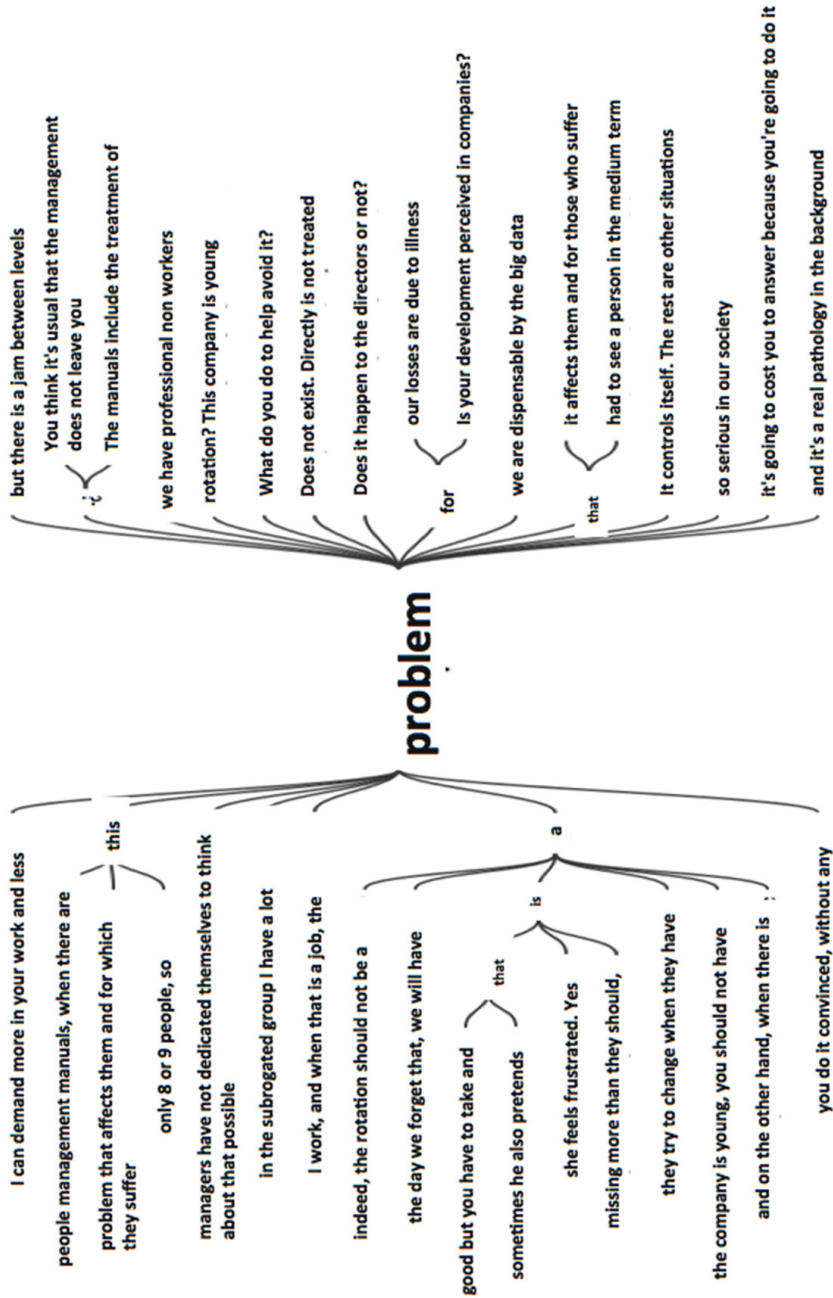 I can demand more in your work and less
people management manuals, when there are
problem that affects them and for which
they suffer
this
only 8 or 9 people, so
managers have not dedicated themselves to think
about that possible
in the subrogated group I have a lot
I work, and when that is a job, the
indeed, the rotation should not be a
the day we forget that, we will have
good but you have to take and
sometimes he also pretends
that
is
a
she feels frustrated. Yes
missing more than they should,
they try to change when they have
the company is young, you should not have
and on the other hand, when there is
;
you do it convinced, without any
problem
but there is a jam between levels
¿
You think it's usual that the management
does not leave you
The manuals include the treatment of
we have professional non workers
rotation? This company is young
What do you do to help avoid it?
Does not exist. Directly is not treated
Does it happen to the directors or not?
for
our losses are due to illness
Is your development perceived in companies?
we are dispensable by the big data
that
it affects them and for those who suffer
had to see a person in the medium term
It controls itself. The rest are other situations
so serious in our society
it's going to cost you to answer because you're going to do it
and it's a real pathology in the background